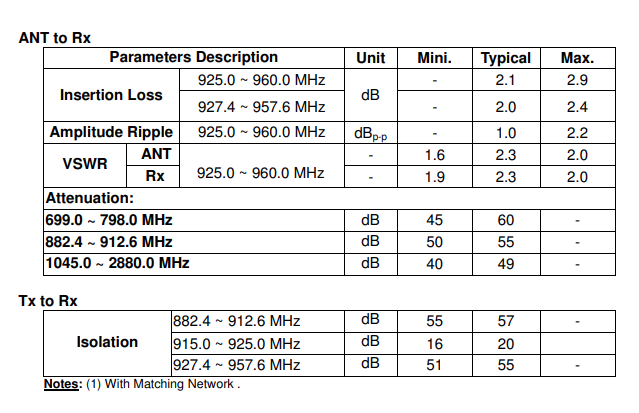 ANT to Rx
Parameters Description Unit Mini. Typical Max.
Insertion Loss 925.0 ~ 960.0 MHz dB - 2.1 2.9
927.4 ~ 957.6 MHz - 2.0 2.4
Amplitude Ripple 925.0 ~ 960.0 MHz dBp-p - 1.0 2.2
VSWR ANT 925.0 ~ 960.0 MHz - 1.6 2.3 2.0
Rx - 1.9 2.3 2.0
Attenuation:
699.0 ~ 798.0 MHz dB 45 60 -
882.4 ~ 912.6 MHz dB 50 55 -
1045.0 ~ 2880.0 MHz dB 40 49 -
Tx to Rx
Isolation 882.4 ~ 912.6 MHz dB 55 57 -
915.0 ~ 925.0 MHz dB 16 20
927.4 ~ 957.6 MHz dB 51 55 -
Notes: (1) With Matching Network .